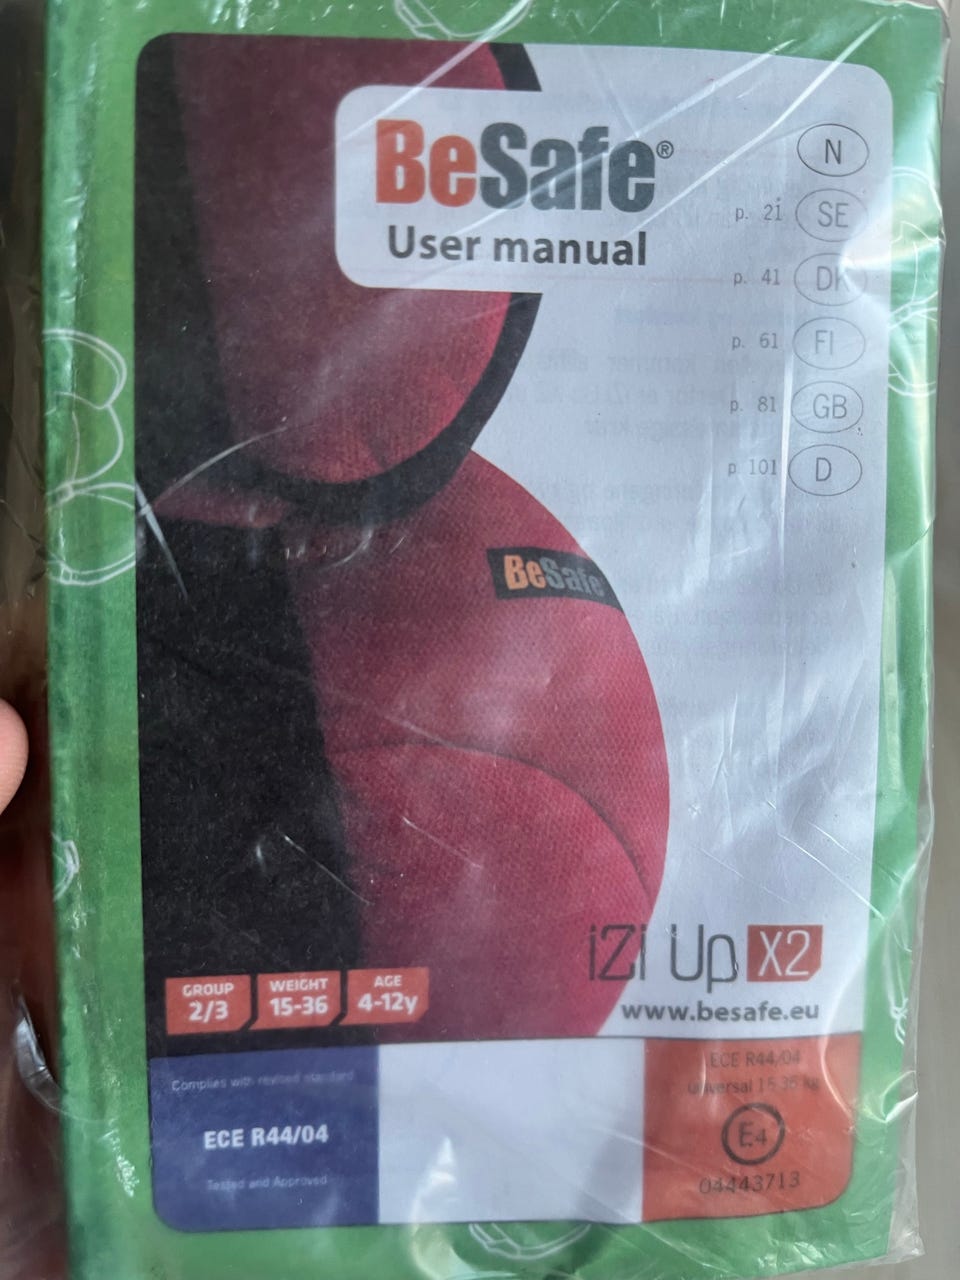 BeSafe®
User manual
N
p. 21 SE
p. 41 DK
p. 61 FI
p. 81 GB
p. 101 D
BeSafe
iZi Up X2
www.besafe.eu
GROUP
2/3
WEIGHT
15-36
AGE
4-12y
Complies with revised standard
ECE R44/04
Tested and Approved
ECE R44/04
universal 15-36 kg
E4
04443713